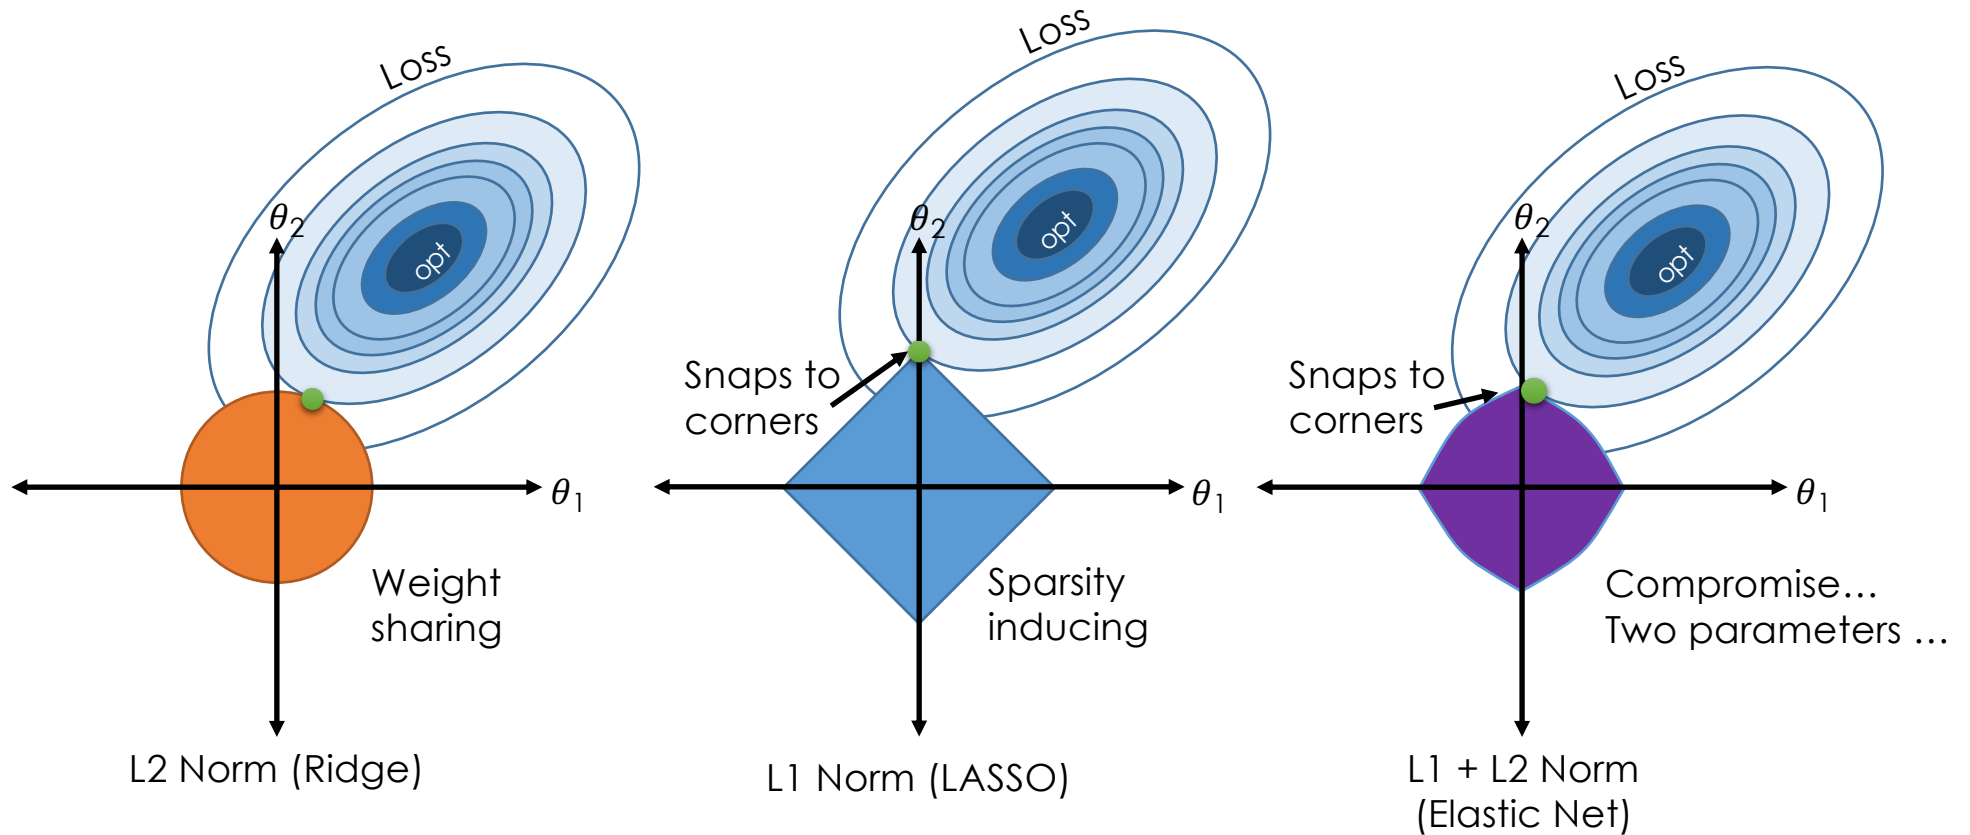 Loss
θ₂
opt
θ₁
Weight
sharing
L2 Norm (Ridge)
Loss
θ₂
opt
Snaps to
corners
θ₁
Sparsity
inducing
L1 Norm (LASSO)
Loss
θ₂
opt
Snaps to
corners
θ₁
Compromise…
Two parameters …
L1 + L2 Norm
(Elastic Net)